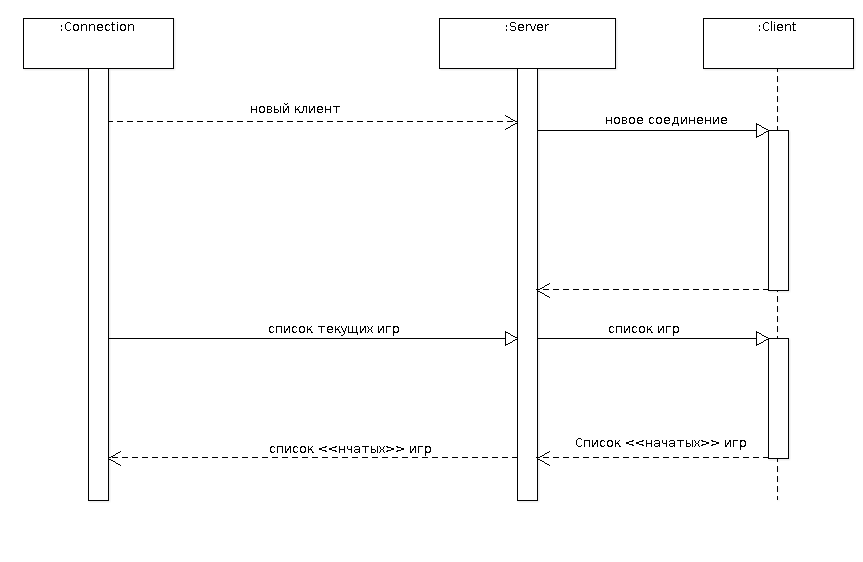 :Connection
:Server
:Client
новый клиент
новое соединение
список текущих игр
список игр
Список <<начатых>> игр
список <<нчатых>> игр